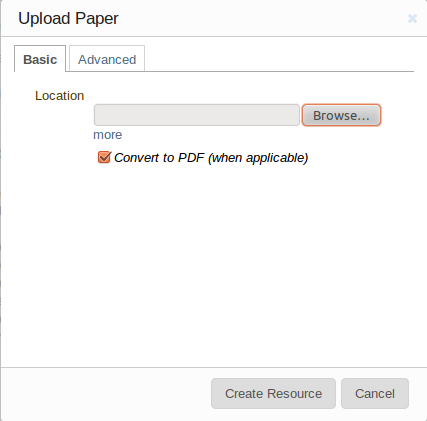 Upload Paper
Basic Advanced
Location
Browse...
more
Convert to PDF (when applicable)
Create Resource Cancel